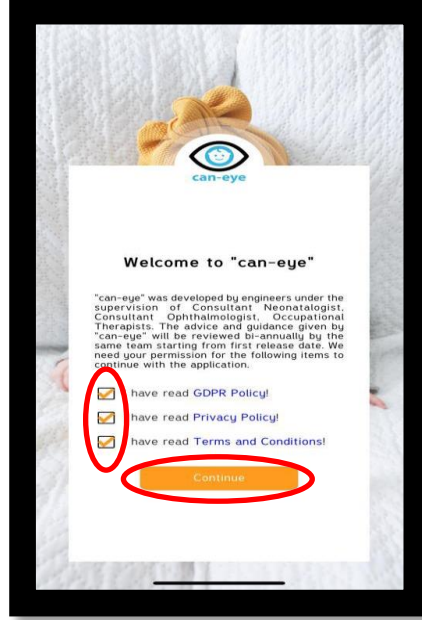 can-eye
Welcome to "can-eye"
"can-eye" was developed by engineers under the
supervision of Consultant Neonatalogist,
Consultant Ophthalmologist, Occupational
Therapists. The advice and guidance given by
"can-eye" will be reviewed bi-annually by the
same team starting from first release date. We
need your permission for the following items to
continue with the application.
have read GDPR Policy!
have read Privacy Policy!
have read Terms and Conditions!
Continue